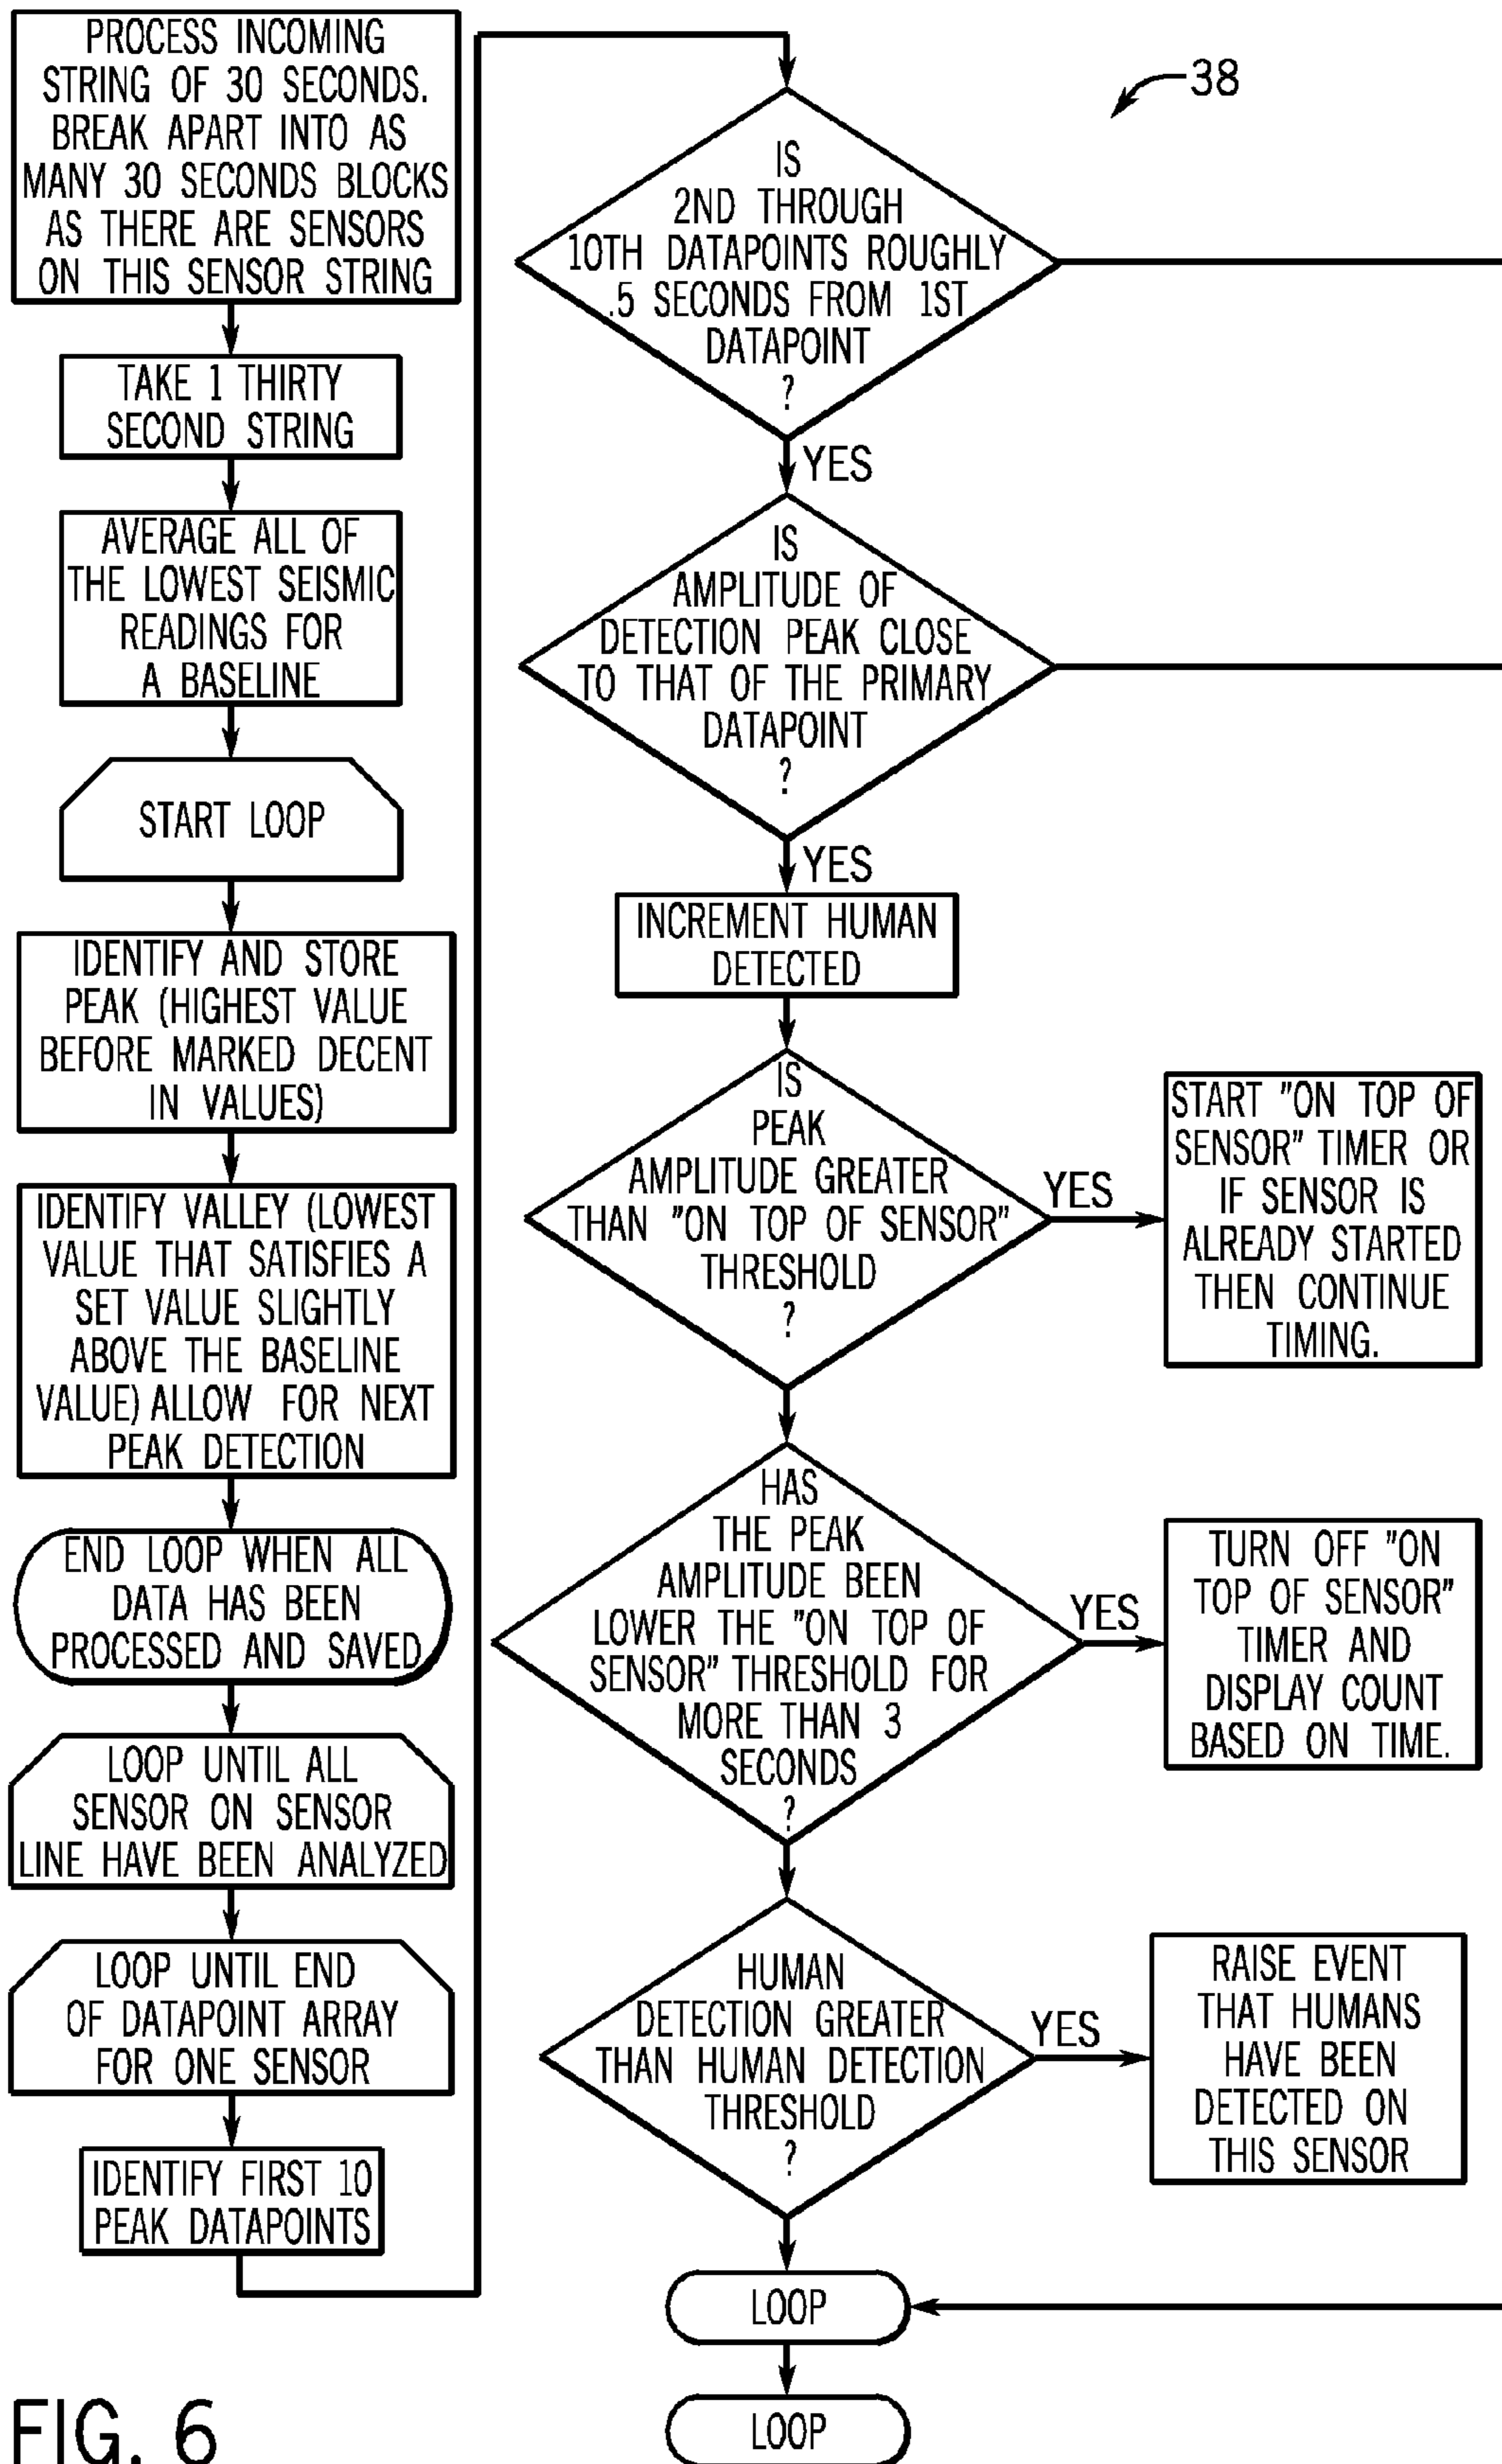 PROCESS INCOMING
STRING OF 30 SECONDS.
BREAK APART INTO AS
MANY 30 SECONDS BLOCKS
AS THERE ARE SENSORS
ON THIS SENSOR STRING
TAKE 1 THIRTY
SECOND STRING
AVERAGE ALL OF
THE LOWEST SEISMIC
READINGS FOR
A BASELINE
START LOOP
IDENTIFY AND STORE
PEAK (HIGHEST VALUE
BEFORE MARKED DECENT
IN VALUES)
IDENTIFY VALLEY (LOWEST
VALUE THAT SATISFIES A
SET VALUE SLIGHTLY
ABOVE THE BASELINE
VALUE) ALLOW FOR NEXT
PEAK DETECTION
END LOOP WHEN ALL
DATA HAS BEEN
PROCESSED AND SAVED
LOOP UNTIL ALL
SENSOR ON SENSOR
LINE HAVE BEEN ANALYZED
LOOP UNTIL END
OF DATAPOINT ARRAY
FOR ONE SENSOR
IDENTIFY FIRST 10
PEAK DATAPOINTS
38
IS
2ND THROUGH
10TH DATAPOINTS ROUGHLY
.5 SECONDS FROM 1ST
DATAPOINT
?
YES
IS
AMPLITUDE OF
DETECTION PEAK CLOSE
TO THAT OF THE PRIMARY
DATAPOINT
?
YES
INCREMENT HUMAN
DETECTED
IS
PEAK
AMPLITUDE GREATER
THAN "ON TOP OF SENSOR"
THRESHOLD
?
YES
START "ON TOP OF
SENSOR" TIMER OR
IF SENSOR IS
ALREADY STARTED
THEN CONTINUE
TIMING.
HAS
THE PEAK
AMPLITUDE BEEN
LOWER THE "ON TOP OF
SENSOR" THRESHOLD FOR
MORE THAN 3
SECONDS
?
YES
TURN OFF "ON
TOP OF SENSOR"
TIMER AND
DISPLAY COUNT
BASED ON TIME.
HUMAN
DETECTION GREATER
THAN HUMAN DETECTION
THRESHOLD
?
YES
RAISE EVENT
THAT HUMANS
HAVE BEEN
DETECTED ON
THIS SENSOR
LOOP
LOOP
FIG. 6